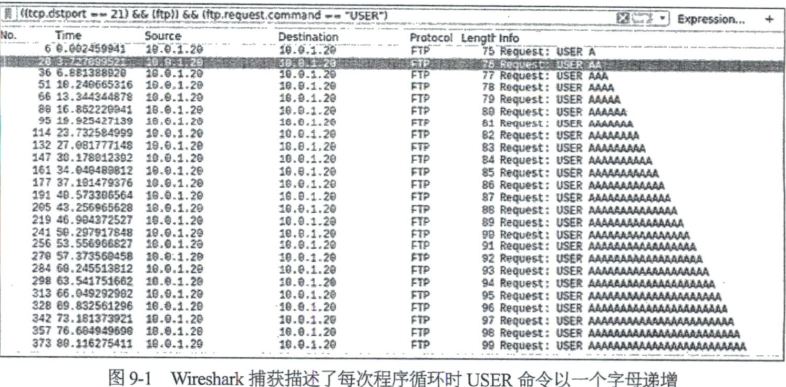 ((tcp.dstport == 21) && (ftp)) && (ftp.request.command == "USER") Expression... +
No. Time Source Destination Protocol Length Info
6 0.002459941 10.0.1.20 10.0.1.20 FTP 75 Request: USER A
10.0.1.20 10.0.1.20 FTP 76 Request: USER AA
36 6.881388020 10.0.1.20 10.0.1.20 FTP 77 Request: USER AAA
51 10.240665316 10.0.1.20 10.0.1.20 FTP 78 Request: USER AAAA
66 13.344344878 10.0.1.20 10.0.1.20 FTP 79 Request: USER AAAAA
80 16.862229941 10.0.1.20 10.0.1.20 FTP 80 Request: USER AAAAAA
95 19.925427139 10.0.1.20 10.0.1.20 FTP 81 Request: USER AAAAAAA
114 23.732584999 10.0.1.20 10.0.1.20 FTP 82 Request: USER AAAAAAAA
132 27.081777148 10.0.1.20 10.0.1.20 FTP 83 Request: USER AAAAAAAAA
147 30.178012392 10.0.1.20 10.0.1.20 FTP 84 Request: USER AAAAAAAAAA
161 34.040480812 10.0.1.20 10.0.1.20 FTP 85 Request: USER AAAAAAAAAAA
177 37.191479376 10.0.1.20 10.0.1.20 FTP 86 Request: USER AAAAAAAAAAAA
191 40.573306564 10.0.1.20 10.0.1.20 FTP 87 Request: USER AAAAAAAAAAAAA
205 43.256965628 10.0.1.20 10.0.1.20 FTP 88 Request: USER AAAAAAAAAAAAAA
219 46.904372527 10.0.1.20 10.0.1.20 FTP 89 Request: USER AAAAAAAAAAAAAAA
241 50.297917848 10.0.1.20 10.0.1.20 FTP 90 Request: USER AAAAAAAAAAAAAAAA
256 53.556966827 10.0.1.20 10.0.1.20 FTP 91 Request: USER AAAAAAAAAAAAAAAAA
270 57.373560458 10.0.1.20 10.0.1.20 FTP 92 Request: USER AAAAAAAAAAAAAAAAAA
284 60.245513812 10.0.1.20 10.0.1.20 FTP 93 Request: USER AAAAAAAAAAAAAAAAAAA
298 63.541751662 10.0.1.20 10.0.1.20 FTP 94 Request: USER AAAAAAAAAAAAAAAAAAAA
313 66.049292902 10.0.1.20 10.0.1.20 FTP 95 Request: USER AAAAAAAAAAAAAAAAAAAAA
328 69.832561296 10.0.1.20 10.0.1.20 FTP 96 Request: USER AAAAAAAAAAAAAAAAAAAAAA
342 73.181373921 10.0.1.20 10.0.1.20 FTP 97 Request: USER AAAAAAAAAAAAAAAAAAAAAAA
357 76.604949690 10.0.1.20 10.0.1.20 FTP 98 Request: USER AAAAAAAAAAAAAAAAAAAAAAAA
373 80.116275411 10.0.1.20 10.0.1.20 FTP 99 Request: USER AAAAAAAAAAAAAAAAAAAAAAAAA
图 9-1 Wireshark 捕获描述了每次程序循环时 USER 命令以一个字母递增